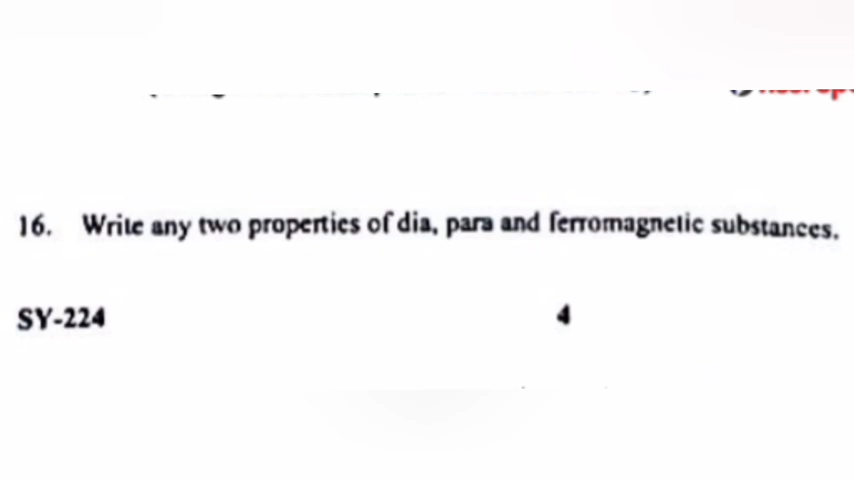 16. Write any two properties of dia, para and ferromagnetic substances.
SY-224 4